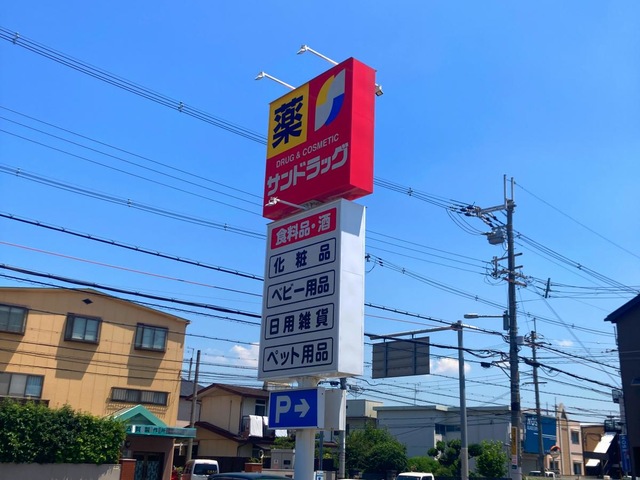 薬
DRUG & COSMETIC
サンドラッグ
食料品・酒
化粧品
ベビー用品
日用雑貨
ペット用品
P→